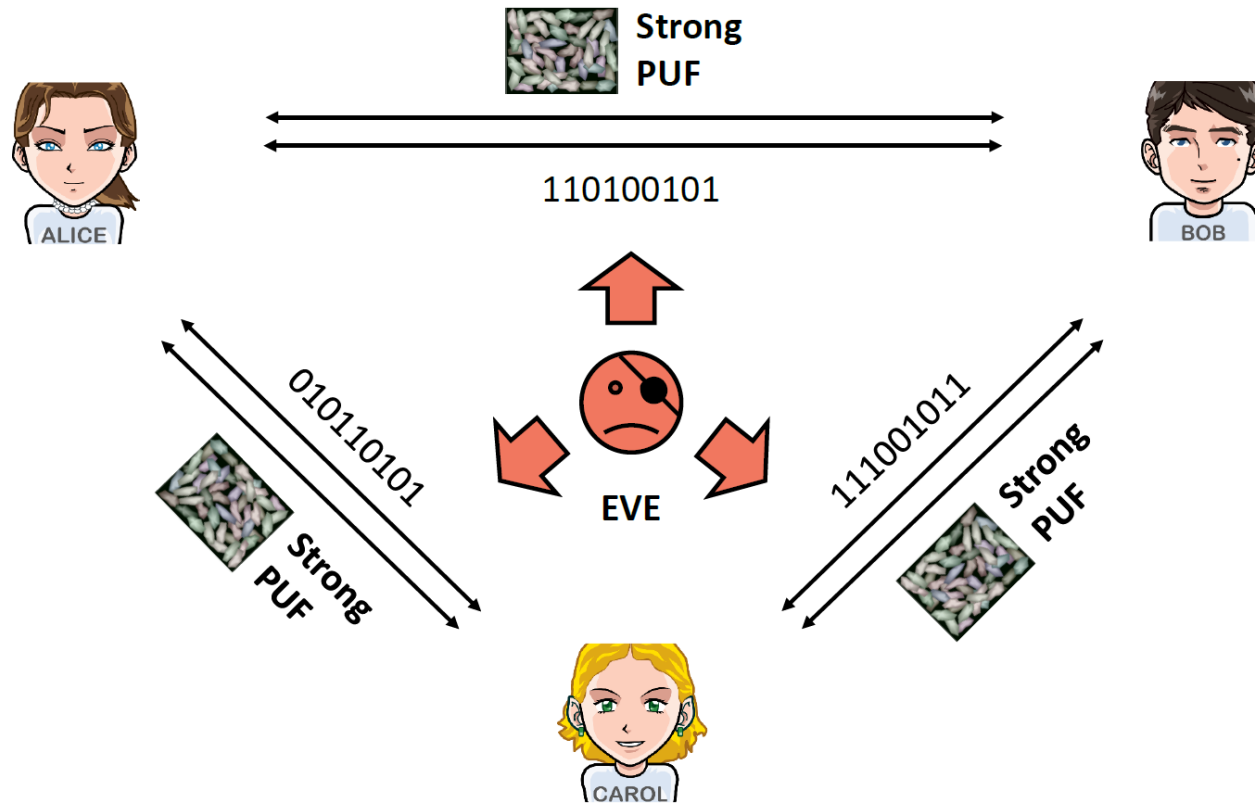 Strong
PUF
110100101
ALICE
BOB
010110101
Strong
PUF
111001011
Strong
PUF
EVE
CAROL